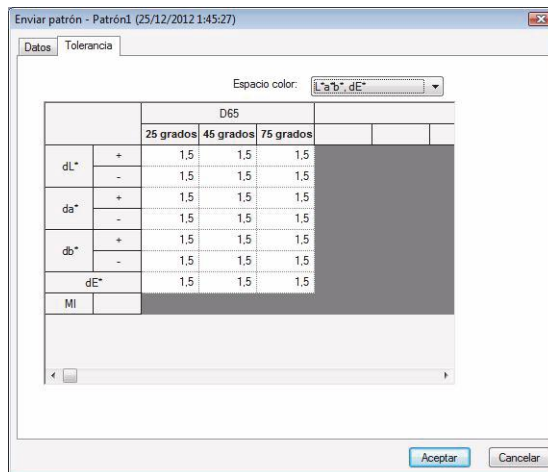 Enviar patrón - Patrón1 (25/12/2012 1:45:27)
Datos Tolerancia
Espacio color: L*a*b*, dE*
D65
25 grados 45 grados 75 grados
dL* + 1,5 1,5 1,5
- 1,5 1,5 1,5
da* + 1,5 1,5 1,5
- 1,5 1,5 1,5
db* + 1,5 1,5 1,5
- 1,5 1,5 1,5
dE* 1,5 1,5 1,5
MI
Aceptar Cancelar